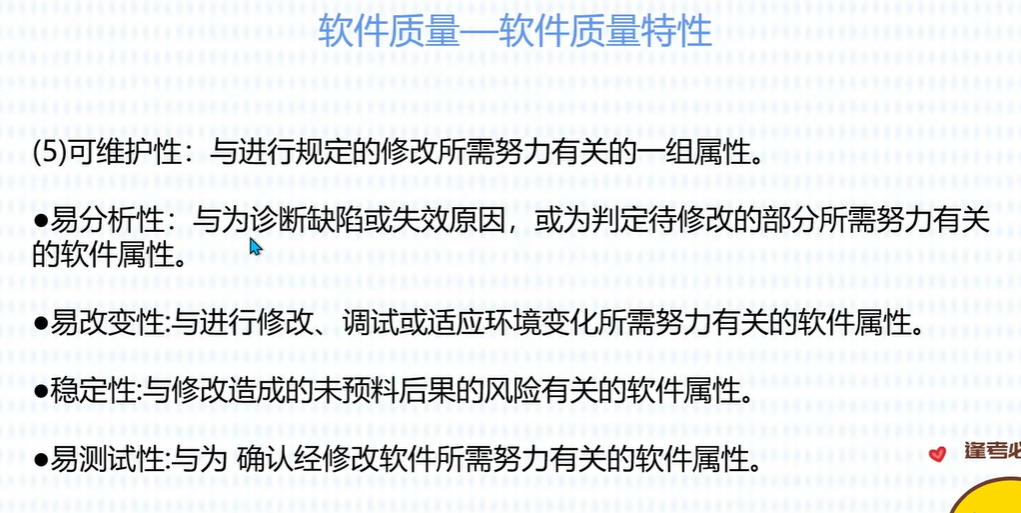 软件质量—软件质量特性
(5)可维护性：与进行规定的修改所需努力有关的一组属性。
●易分析性：与为诊断缺陷或失效原因，或为判定待修改的部分所需努力有关
的软件属性。
●易改变性:与进行修改、调试或适应环境变化所需努力有关的软件属性。
●稳定性:与修改造成的未预料后果的风险有关的软件属性。
●易测试性:与为 确认经修改软件所需努力有关的软件属性。
逢考必